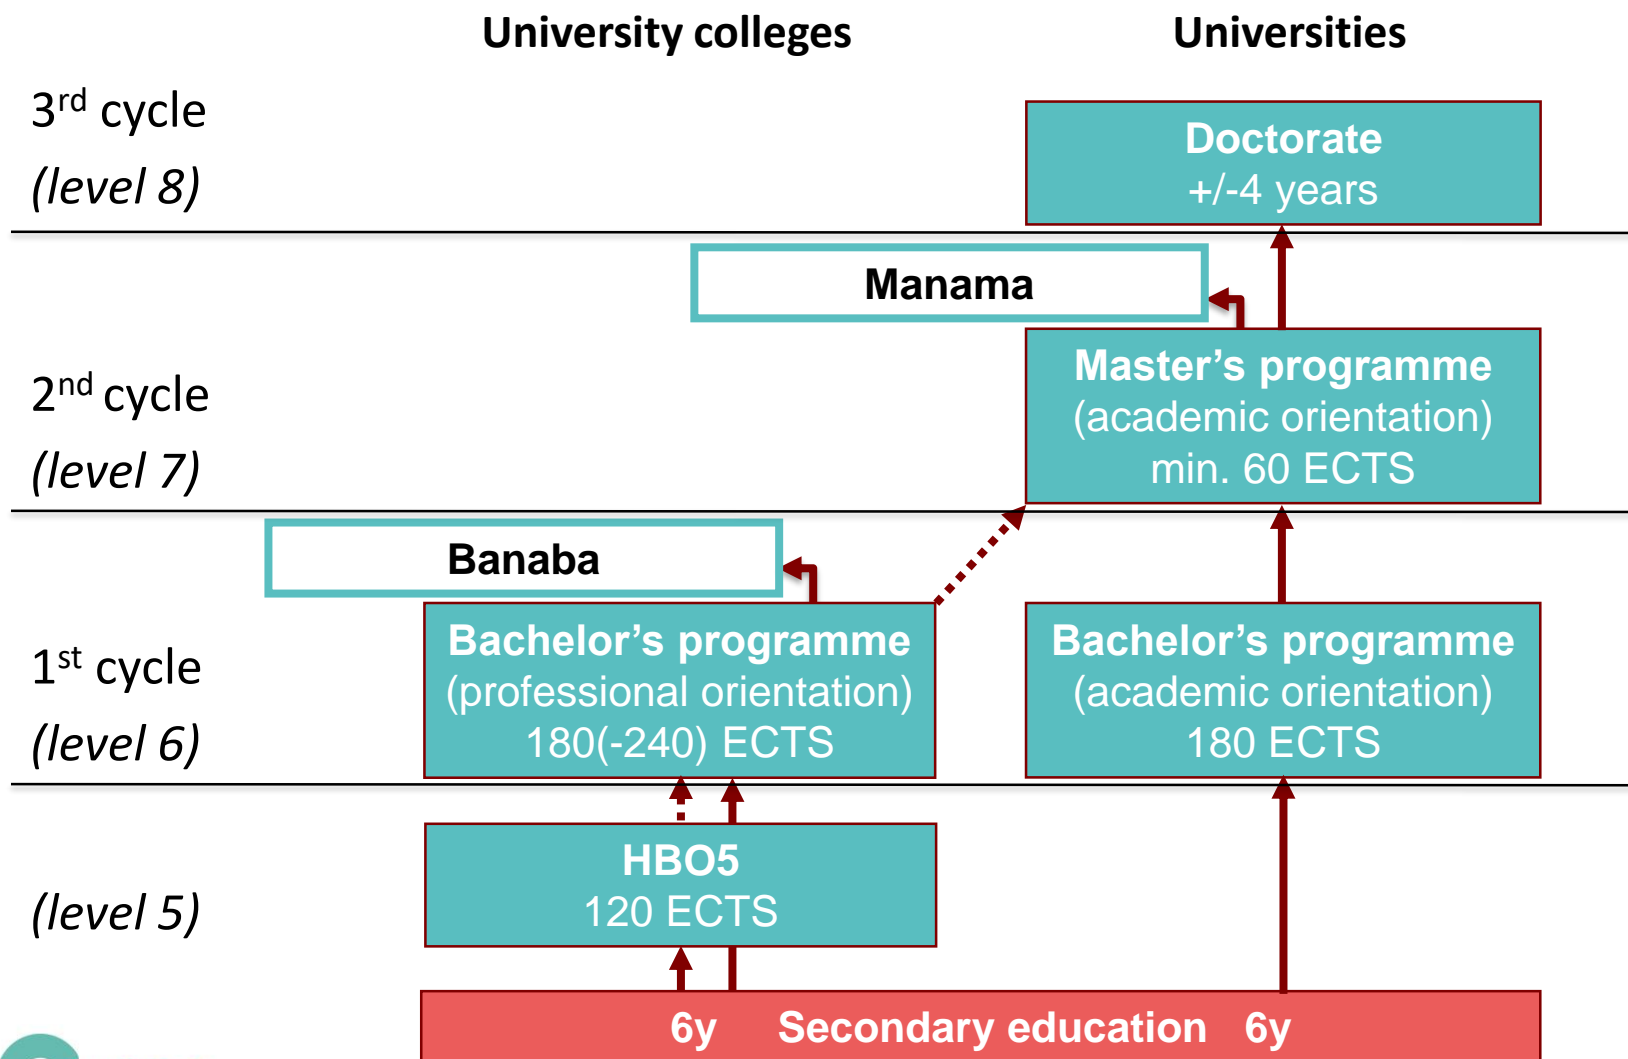 University colleges
Universities
3rd cycle
(level 8)
Doctorate
+/-4 years
Manama
2nd cycle
(level 7)
Master’s programme
(academic orientation)
min. 60 ECTS
Banaba
1st cycle
(level 6)
Bachelor’s programme
(professional orientation)
180(-240) ECTS
Bachelor’s programme
(academic orientation)
180 ECTS
(level 5)
HBO5
120 ECTS
6y Secondary education 6y